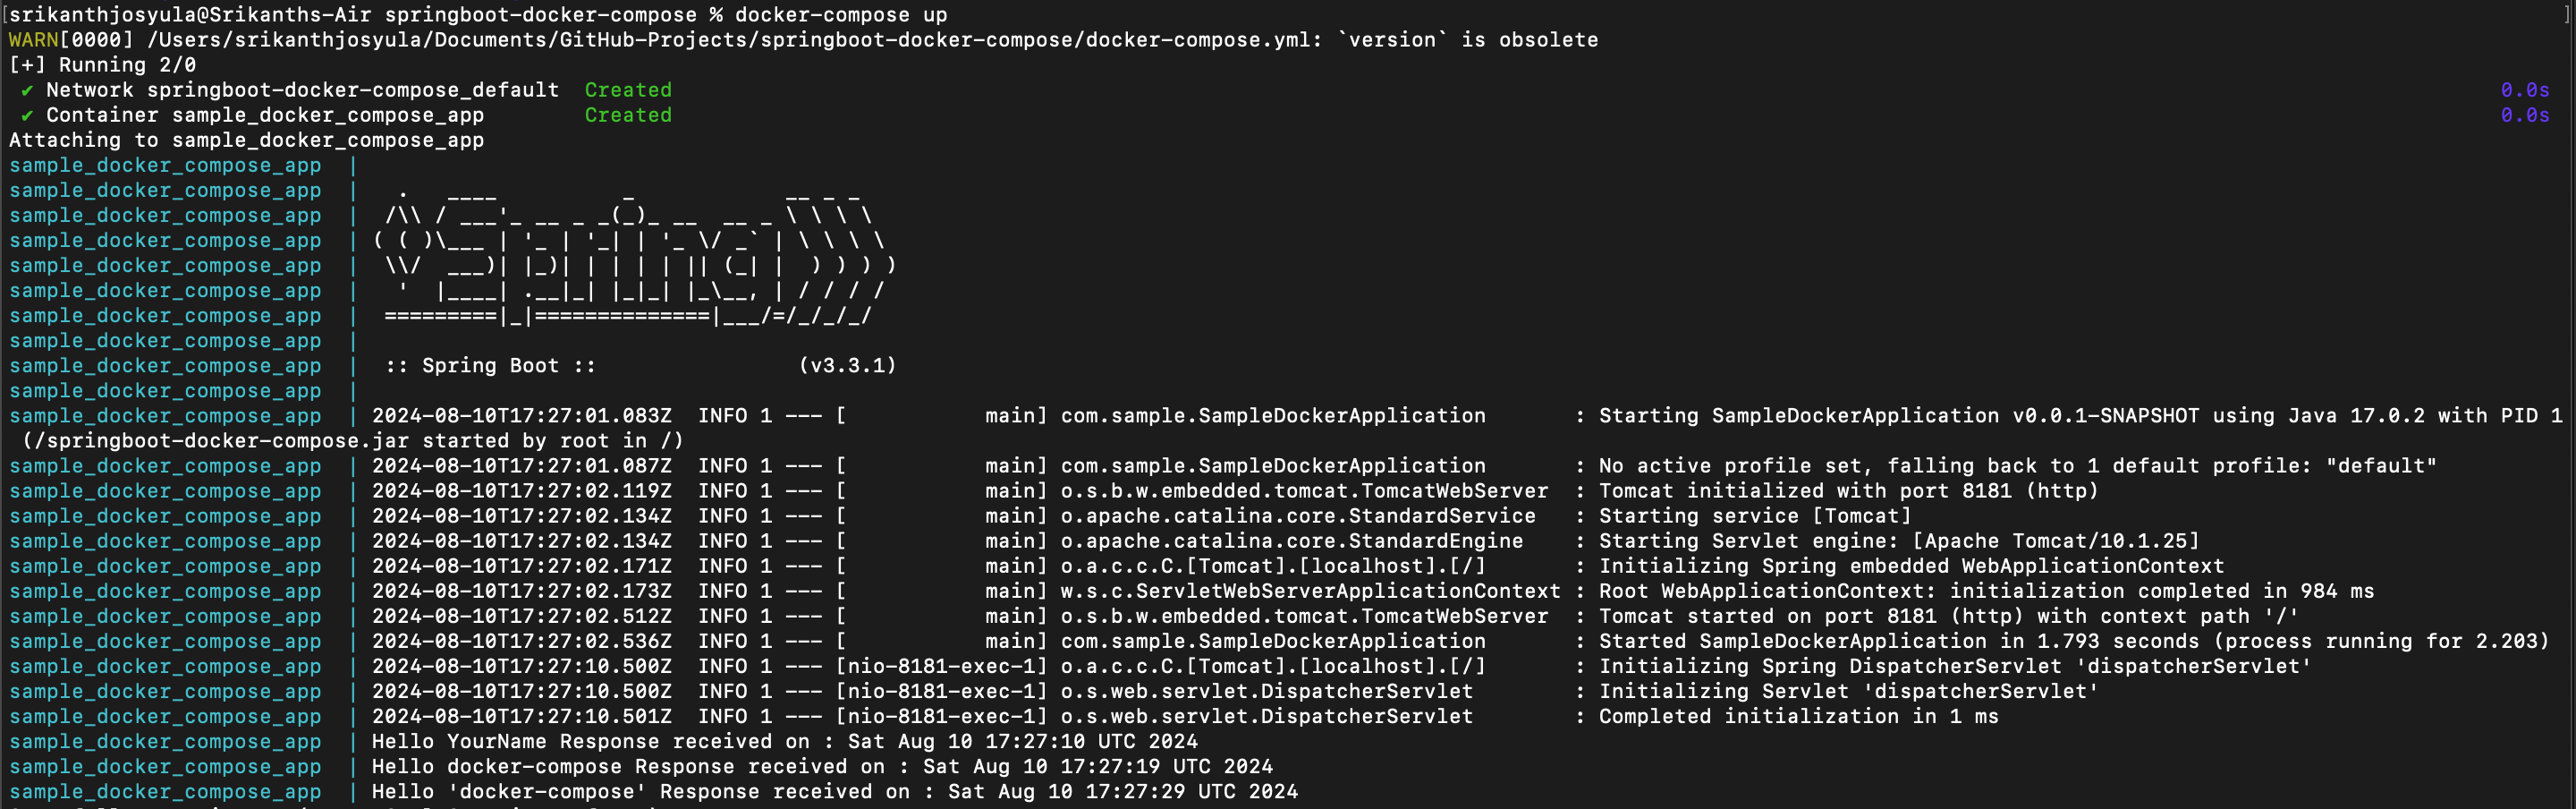 [srikanthjosyula@Srikanths-Air springboot-docker-compose % docker-compose up ]
WARN[0000] /Users/srikanthjosyula/Documents/GitHub-Projects/springboot-docker-compose/docker-compose.yml: `version` is obsolete
[+] Running 2/0
 ✔ Network springboot-docker-compose_default  Created 0.0s
 ✔ Container sample_docker_compose_app        Created 0.0s
Attaching to sample_docker_compose_app
sample_docker_compose_app  |
sample_docker_compose_app  |   .   ____          _            __ _ _
sample_docker_compose_app  |  /\\ / ___'_ __ _ _(_)_ __  __ _ \ \ \ \
sample_docker_compose_app  | ( ( )\___ | '_ | '_| | '_ \/ _` | \ \ \ \
sample_docker_compose_app  |  \\/  ___)| |_)| | | | | || (_| |  ) ) ) )
sample_docker_compose_app  |   '  |____| .__|_| |_|_| |_\__, | / / / /
sample_docker_compose_app  |  =========|_|==============|___/=/_/_/_/
sample_docker_compose_app  |
sample_docker_compose_app  |  :: Spring Boot ::                (v3.3.1)
sample_docker_compose_app  |
sample_docker_compose_app  | 2024-08-10T17:27:01.083Z  INFO 1 --- [           main] com.sample.SampleDockerApplication       : Starting SampleDockerApplication v0.0.1-SNAPSHOT using Java 17.0.2 with PID 1
 (/springboot-docker-compose.jar started by root in /)
sample_docker_compose_app  | 2024-08-10T17:27:01.087Z  INFO 1 --- [           main] com.sample.SampleDockerApplication       : No active profile set, falling back to 1 default profile: "default"
sample_docker_compose_app  | 2024-08-10T17:27:02.119Z  INFO 1 --- [           main] o.s.b.w.embedded.tomcat.TomcatWebServer  : Tomcat initialized with port 8181 (http)
sample_docker_compose_app  | 2024-08-10T17:27:02.134Z  INFO 1 --- [           main] o.apache.catalina.core.StandardService   : Starting service [Tomcat]
sample_docker_compose_app  | 2024-08-10T17:27:02.134Z  INFO 1 --- [           main] o.apache.catalina.core.StandardEngine    : Starting Servlet engine: [Apache Tomcat/10.1.25]
sample_docker_compose_app  | 2024-08-10T17:27:02.171Z  INFO 1 --- [           main] o.a.c.c.C.[Tomcat].[localhost].[/]       : Initializing Spring embedded WebApplicationContext
sample_docker_compose_app  | 2024-08-10T17:27:02.173Z  INFO 1 --- [           main] w.s.c.ServletWebServerApplicationContext : Root WebApplicationContext: initialization completed in 984 ms
sample_docker_compose_app  | 2024-08-10T17:27:02.512Z  INFO 1 --- [           main] o.s.b.w.embedded.tomcat.TomcatWebServer  : Tomcat started on port 8181 (http) with context path '/'
sample_docker_compose_app  | 2024-08-10T17:27:02.536Z  INFO 1 --- [           main] com.sample.SampleDockerApplication       : Started SampleDockerApplication in 1.793 seconds (process running for 2.203)
sample_docker_compose_app  | 2024-08-10T17:27:10.500Z  INFO 1 --- [nio-8181-exec-1] o.a.c.c.C.[Tomcat].[localhost].[/]       : Initializing Spring DispatcherServlet 'dispatcherServlet'
sample_docker_compose_app  | 2024-08-10T17:27:10.500Z  INFO 1 --- [nio-8181-exec-1] o.s.web.servlet.DispatcherServlet        : Initializing Servlet 'dispatcherServlet'
sample_docker_compose_app  | 2024-08-10T17:27:10.501Z  INFO 1 --- [nio-8181-exec-1] o.s.web.servlet.DispatcherServlet        : Completed initialization in 1 ms
sample_docker_compose_app  | Hello YourName Response received on : Sat Aug 10 17:27:10 UTC 2024
sample_docker_compose_app  | Hello docker-compose Response received on : Sat Aug 10 17:27:19 UTC 2024
sample_docker_compose_app  | Hello 'docker-compose' Response received on : Sat Aug 10 17:27:29 UTC 2024